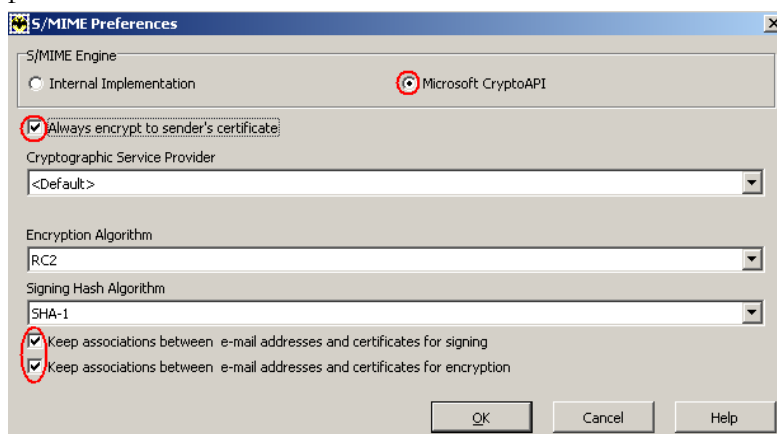 S/MIME Preferences
S/MIME Engine
Internal Implementation Microsoft CryptoAPI
Always encrypt to sender's certificate
Cryptographic Service Provider
<Default>
Encryption Algorithm
RC2
Signing Hash Algorithm
SHA-1
Keep associations between e-mail addresses and certificates for signing
Keep associations between e-mail addresses and certificates for encryption
OK Cancel Help